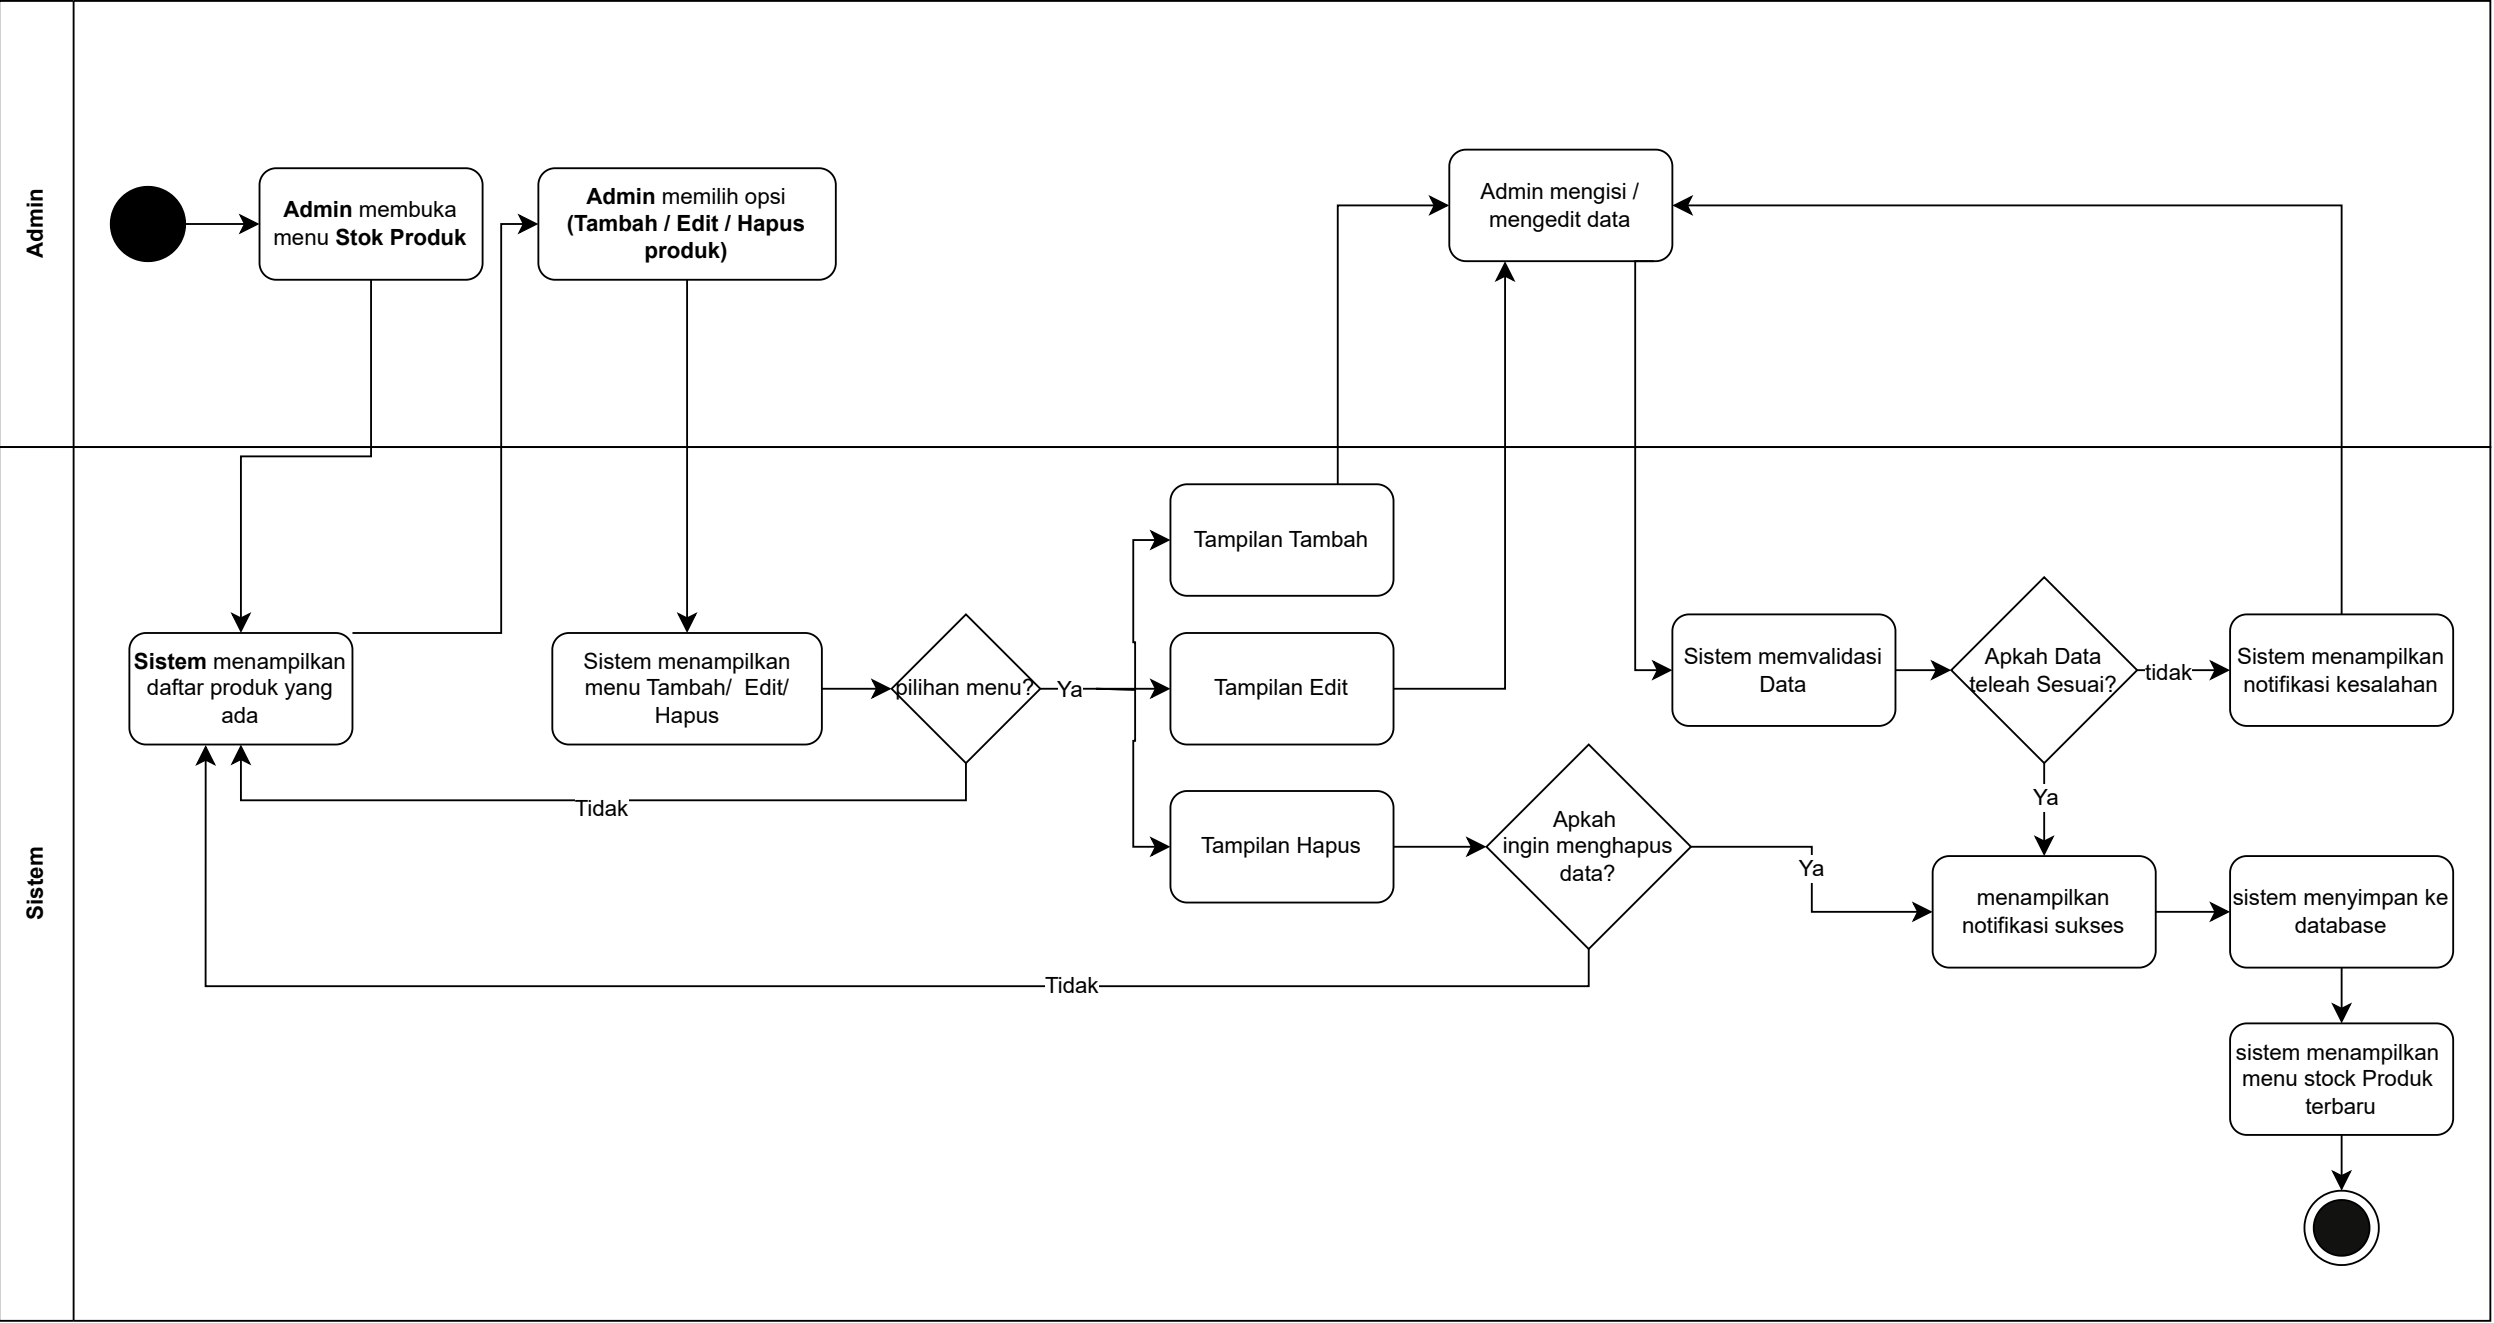 Admin
Admin membuka
menu Stok Produk
Admin memilih opsi
(Tambah / Edit / Hapus
produk)
Admin mengisi /
mengedit data
Sistem
Sistem menampilkan
daftar produk yang
ada
Sistem menampilkan
menu Tambah/  Edit/
Hapus
pilihan menu?
Ya
Tidak
Tampilan Tambah
Tampilan Edit
Tampilan Hapus
Apkah
ingin menghapus
data?
Ya
Tidak
Sistem memvalidasi
Data
Apkah Data
teleah Sesuai?
tidak
Sistem menampilkan
notifikasi kesalahan
Ya
menampilkan
notifikasi sukses
sistem menyimpan ke
database
sistem menampilkan
menu stock Produk
terbaru